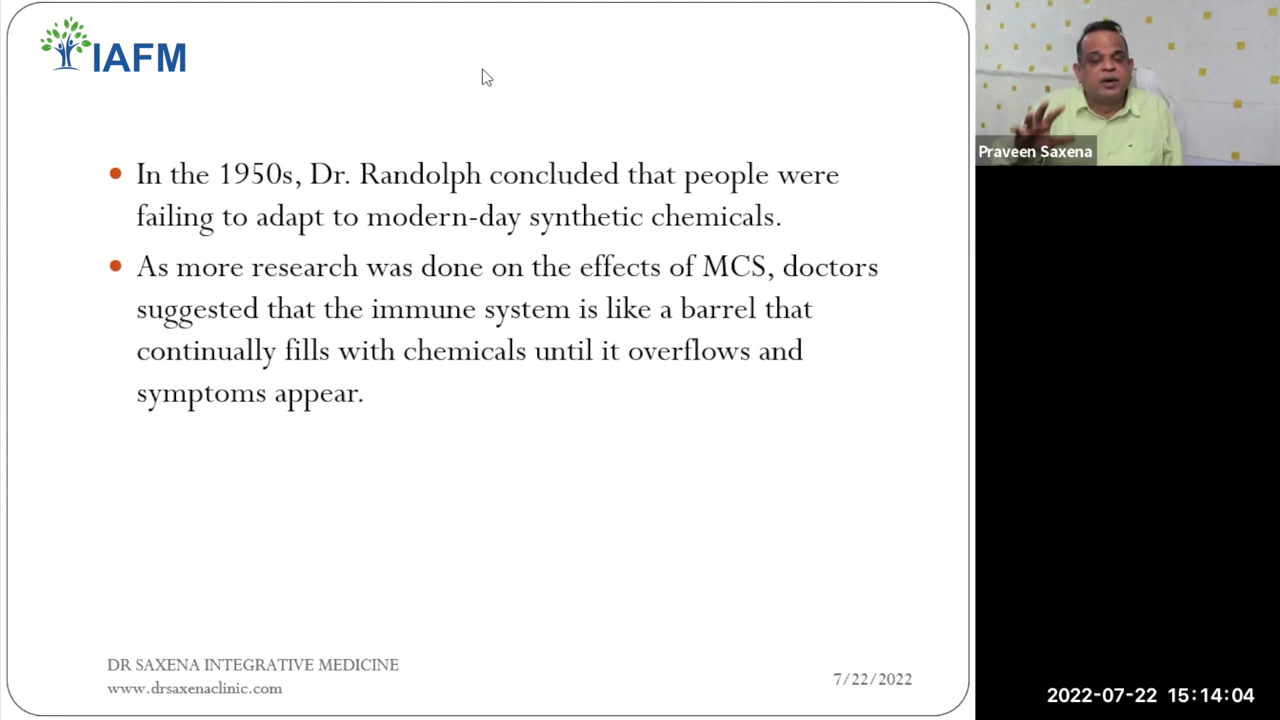 IAFM
In the 1950s, Dr. Randolph concluded that people were
failing to adapt to modern-day synthetic chemicals.
As more research was done on the effects of MCS, doctors
suggested that the immune system is like a barrel that
continually fills with chemicals until it overflows and
symptoms appear.
DR SAXENA INTEGRATIVE MEDICINE
www.drsaxenaclinic.com
7/22/2022
Praveen Saxena
2022-07-22 15:14:04